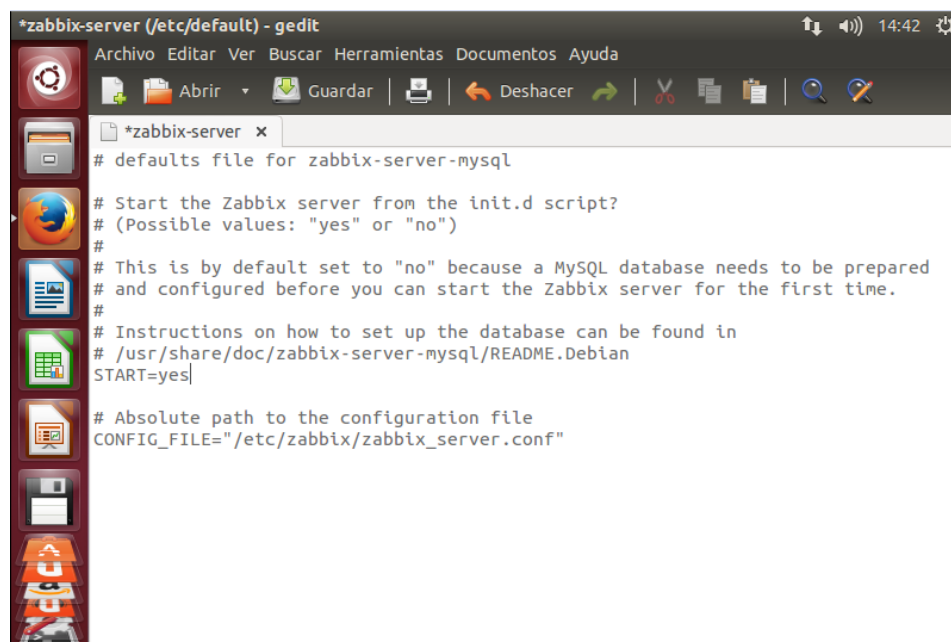 *zabbix-server (/etc/default) - gedit 14:42
Archivo Editar Ver Buscar Herramientas Documentos Ayuda
Abrir Guardar Deshacer
*zabbix-server ×
# defaults file for zabbix-server-mysql
# Start the Zabbix server from the init.d script?
# (Possible values: "yes" or "no")
#
# This is by default set to "no" because a MySQL database needs to be prepared
# and configured before you can start the Zabbix server for the first time.
#
# Instructions on how to set up the database can be found in
# /usr/share/doc/zabbix-server-mysql/README.Debian
START=yes
# Absolute path to the configuration file
CONFIG_FILE="/etc/zabbix/zabbix_server.conf"